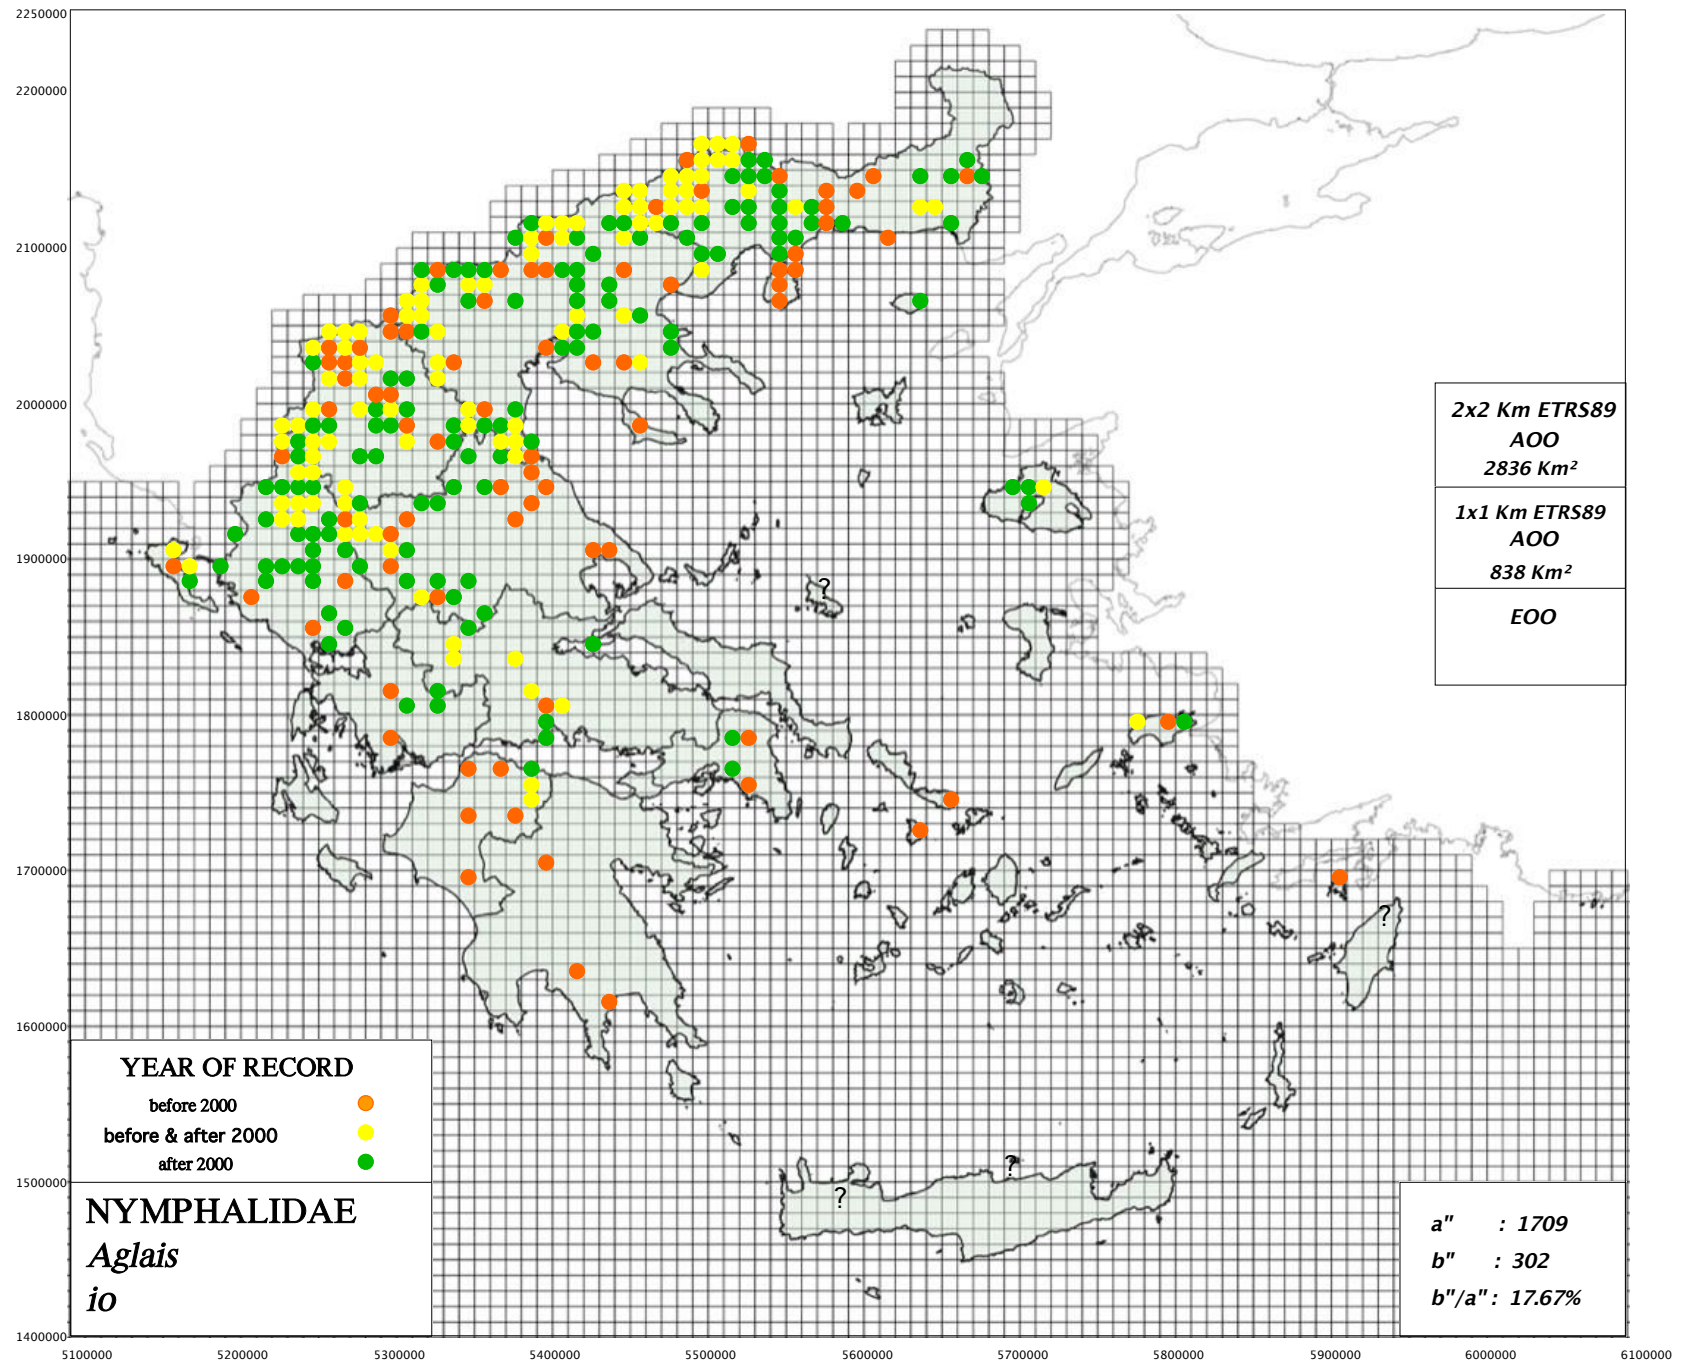 2250000
2200000
2100000
2000000
1900000
1800000
1700000
1600000
1500000
1400000
5100000 5200000 5300000 5400000 5500000 5600000 5700000 5800000 5900000 6000000 6100000
2x2 Km ETRS89
AOO
2836 Km²
1x1 Km ETRS89
AOO
838 Km²
EOO
?
?
?
?
YEAR OF RECORD
before 2000
before & after 2000
after 2000
NYMPHALIDAE
Aglais
io
a" : 1709
b" : 302
b"/a" : 17.67%